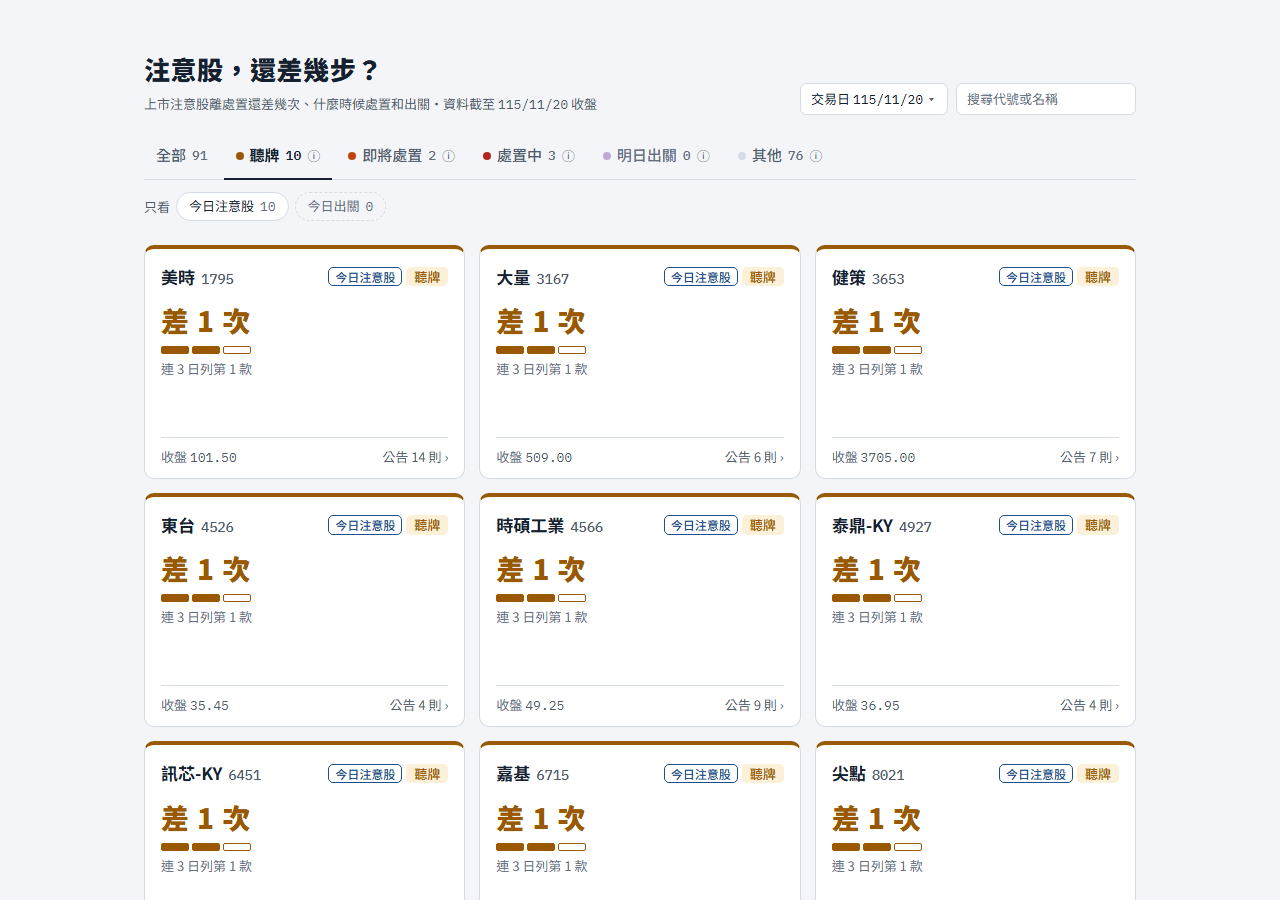 注意股，還差幾步？
上市注意股離處置還差幾次、什麼時候處置和出關・資料截至 115/11/20 收盤
交易日 115/11/20
搜尋代號或名稱
全部 91 聽牌 10 ⓘ 即將處置 2 ⓘ 處置中 3 ⓘ 明日出關 0 ⓘ 其他 76 ⓘ
只看 今日注意股 10 今日出關 0
美時 1795 今日注意股 聽牌
差 1 次
連 3 日列第 1 款
收盤 101.50 公告 14 則 ›
大量 3167 今日注意股 聽牌
差 1 次
連 3 日列第 1 款
收盤 509.00 公告 6 則 ›
健策 3653 今日注意股 聽牌
差 1 次
連 3 日列第 1 款
收盤 3705.00 公告 7 則 ›
東台 4526 今日注意股 聽牌
差 1 次
連 3 日列第 1 款
收盤 35.45 公告 4 則 ›
時碩工業 4566 今日注意股 聽牌
差 1 次
連 3 日列第 1 款
收盤 49.25 公告 9 則 ›
泰鼎-KY 4927 今日注意股 聽牌
差 1 次
連 3 日列第 1 款
收盤 36.95 公告 4 則 ›
訊芯-KY 6451 今日注意股 聽牌
差 1 次
連 3 日列第 1 款
嘉基 6715 今日注意股 聽牌
差 1 次
連 3 日列第 1 款
尖點 8021 今日注意股 聽牌
差 1 次
連 3 日列第 1 款